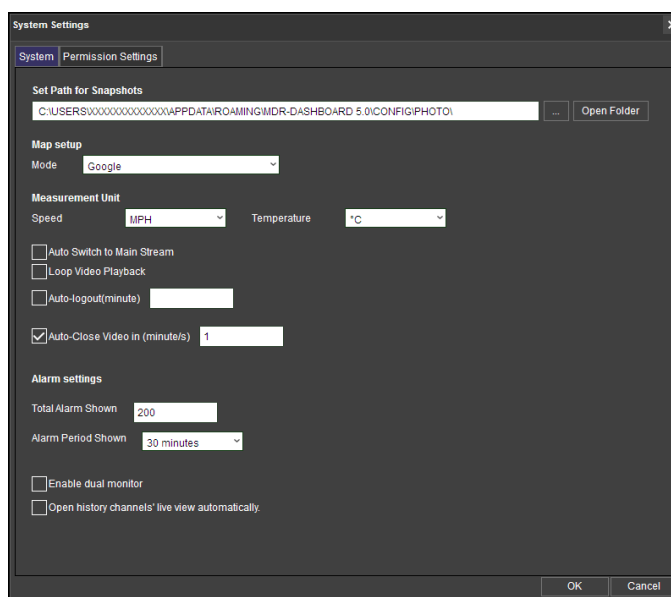 System Settings
System Permission Settings
Set Path for Snapshots
C:\USERS\XXXXXXXXXXXXX\APPDATA\ROAMING\MDR-DASHBOARD 5.0\CONFIG\PHOTO\ ... Open Folder
Map setup
Mode Google
Measurement Unit
Speed MPH Temperature °C
Auto Switch to Main Stream
Loop Video Playback
Auto-logout(minute)
Auto-Close Video in (minute/s) 1
Alarm settings
Total Alarm Shown 200
Alarm Period Shown 30 minutes
Enable dual monitor
Open history channels' live view automatically.
OK Cancel